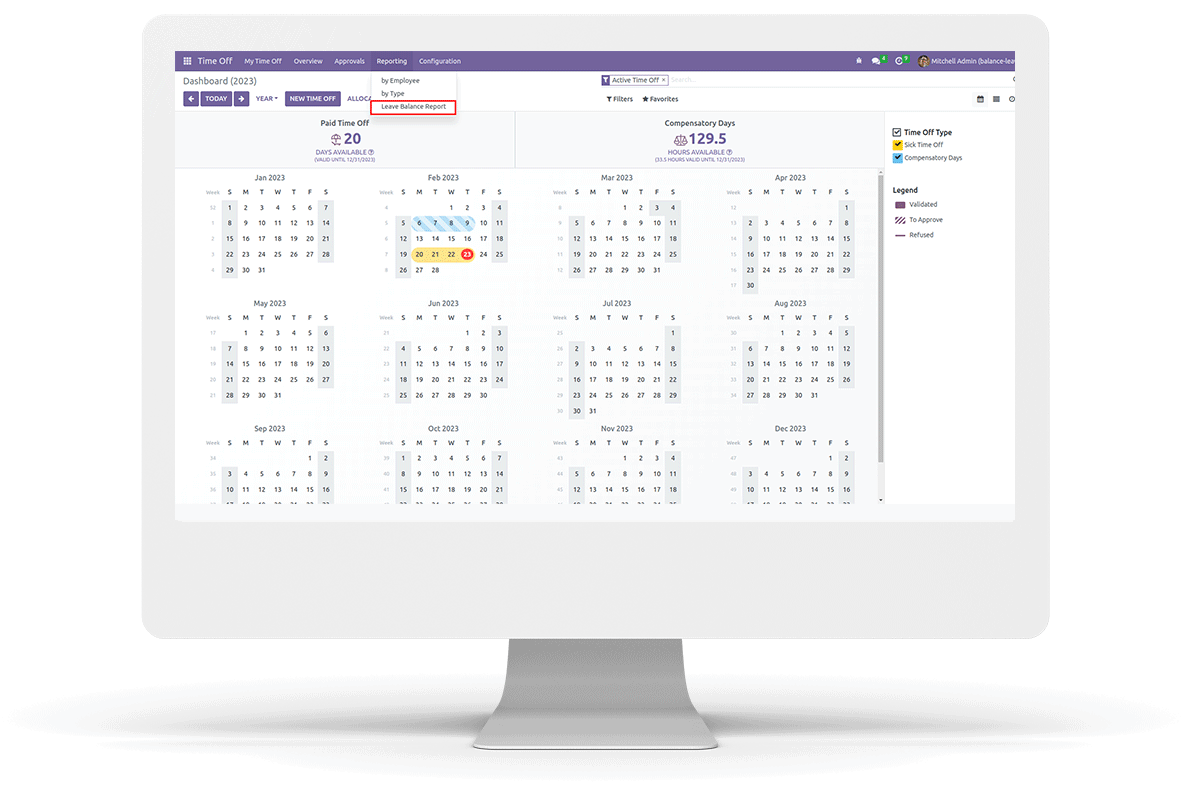 Time Off My Time Off Overview Approvals Reporting Configuration 4 9 Mitchell Admin (balance-lea
Dashboard (2023) by Employee Active Time Off × Search...
by Type
TODAY YEAR NEW TIME OFF ALLOCA Leave Balance Report Filters Favorites
Paid Time Off Compensatory Days
20 129.5
DAYS AVAILABLE HOURS AVAILABLE
(VALID UNTIL 12/31/2023) (33.5 HOURS VALID UNTIL 12/31/2023)
Time Off Type
Sick Time Off
Compensatory Days
Legend
Validated
To Approve
Refused
Jan 2023 Feb 2023 Mar 2023 Apr 2023
Week S M T W T F S Week S M T W T F S Week S M T W T F S Week S M T W T F S
52 1 2 3 4 5 6 7 1 2 3 4 1 2 3 4 1
1 8 9 10 11 12 13 14 5 5 6 7 8 9 10 11 5 6 7 8 9 10 11 13 2 3 4 5 6 7 8
2 15 16 17 18 19 20 21 6 12 13 14 15 16 17 18 12 13 14 15 16 17 18 9 10 11 12 13 14 15
3 22 23 24 25 26 27 28 7 19 20 21 22 23 24 25 19 20 21 22 23 24 25 16 17 18 19 20 21 22
4 29 30 31 26 27 28 26 27 28 29 30 31 23 24 25 26 27 28 29
17 30
May 2023 Jun 2023 Jul 2023 Aug 2023
Week S M T W T F S Week S M T W T F S Week S M T W T F S Week S M T W T F S
17 1 2 3 4 5 6 1 2 3 1 1 2 3 4 5
18 7 8 9 10 11 12 13 22 4 5 6 7 8 9 10 26 2 3 4 5 6 7 8 31 6 7 8 9 10 11 12
19 14 15 16 17 18 19 20 23 11 12 13 14 15 16 17 27 9 10 11 12 13 14 15 32 13 14 15 16 17 18 19
20 21 22 23 24 25 26 27 24 18 19 20 21 22 23 24 28 16 17 18 19 20 21 22 33 20 21 22 23 24 25 26
21 28 29 30 31 25 25 26 27 28 29 30 29 23 24 25 26 27 28 29 34 27 28 29 30 31
30 30 31
Sep 2023 Oct 2023 Nov 2023 Dec 2023
Week S M T W T F S Week S M T W T F S Week S M T W T F S Week S M T W T F S
1 2 39 1 2 3 4 5 6 7 1 2 3 4 1 2
35 3 4 5 6 7 8 9 40 8 9 10 11 12 13 14 44 5 6 7 8 9 10 11 48 3 4 5 6 7 8 9
36 10 11 12 13 14 15 16 41 15 16 17 18 19 20 21 45 12 13 14 15 16 17 18 49 10 11 12 13 14 15 16